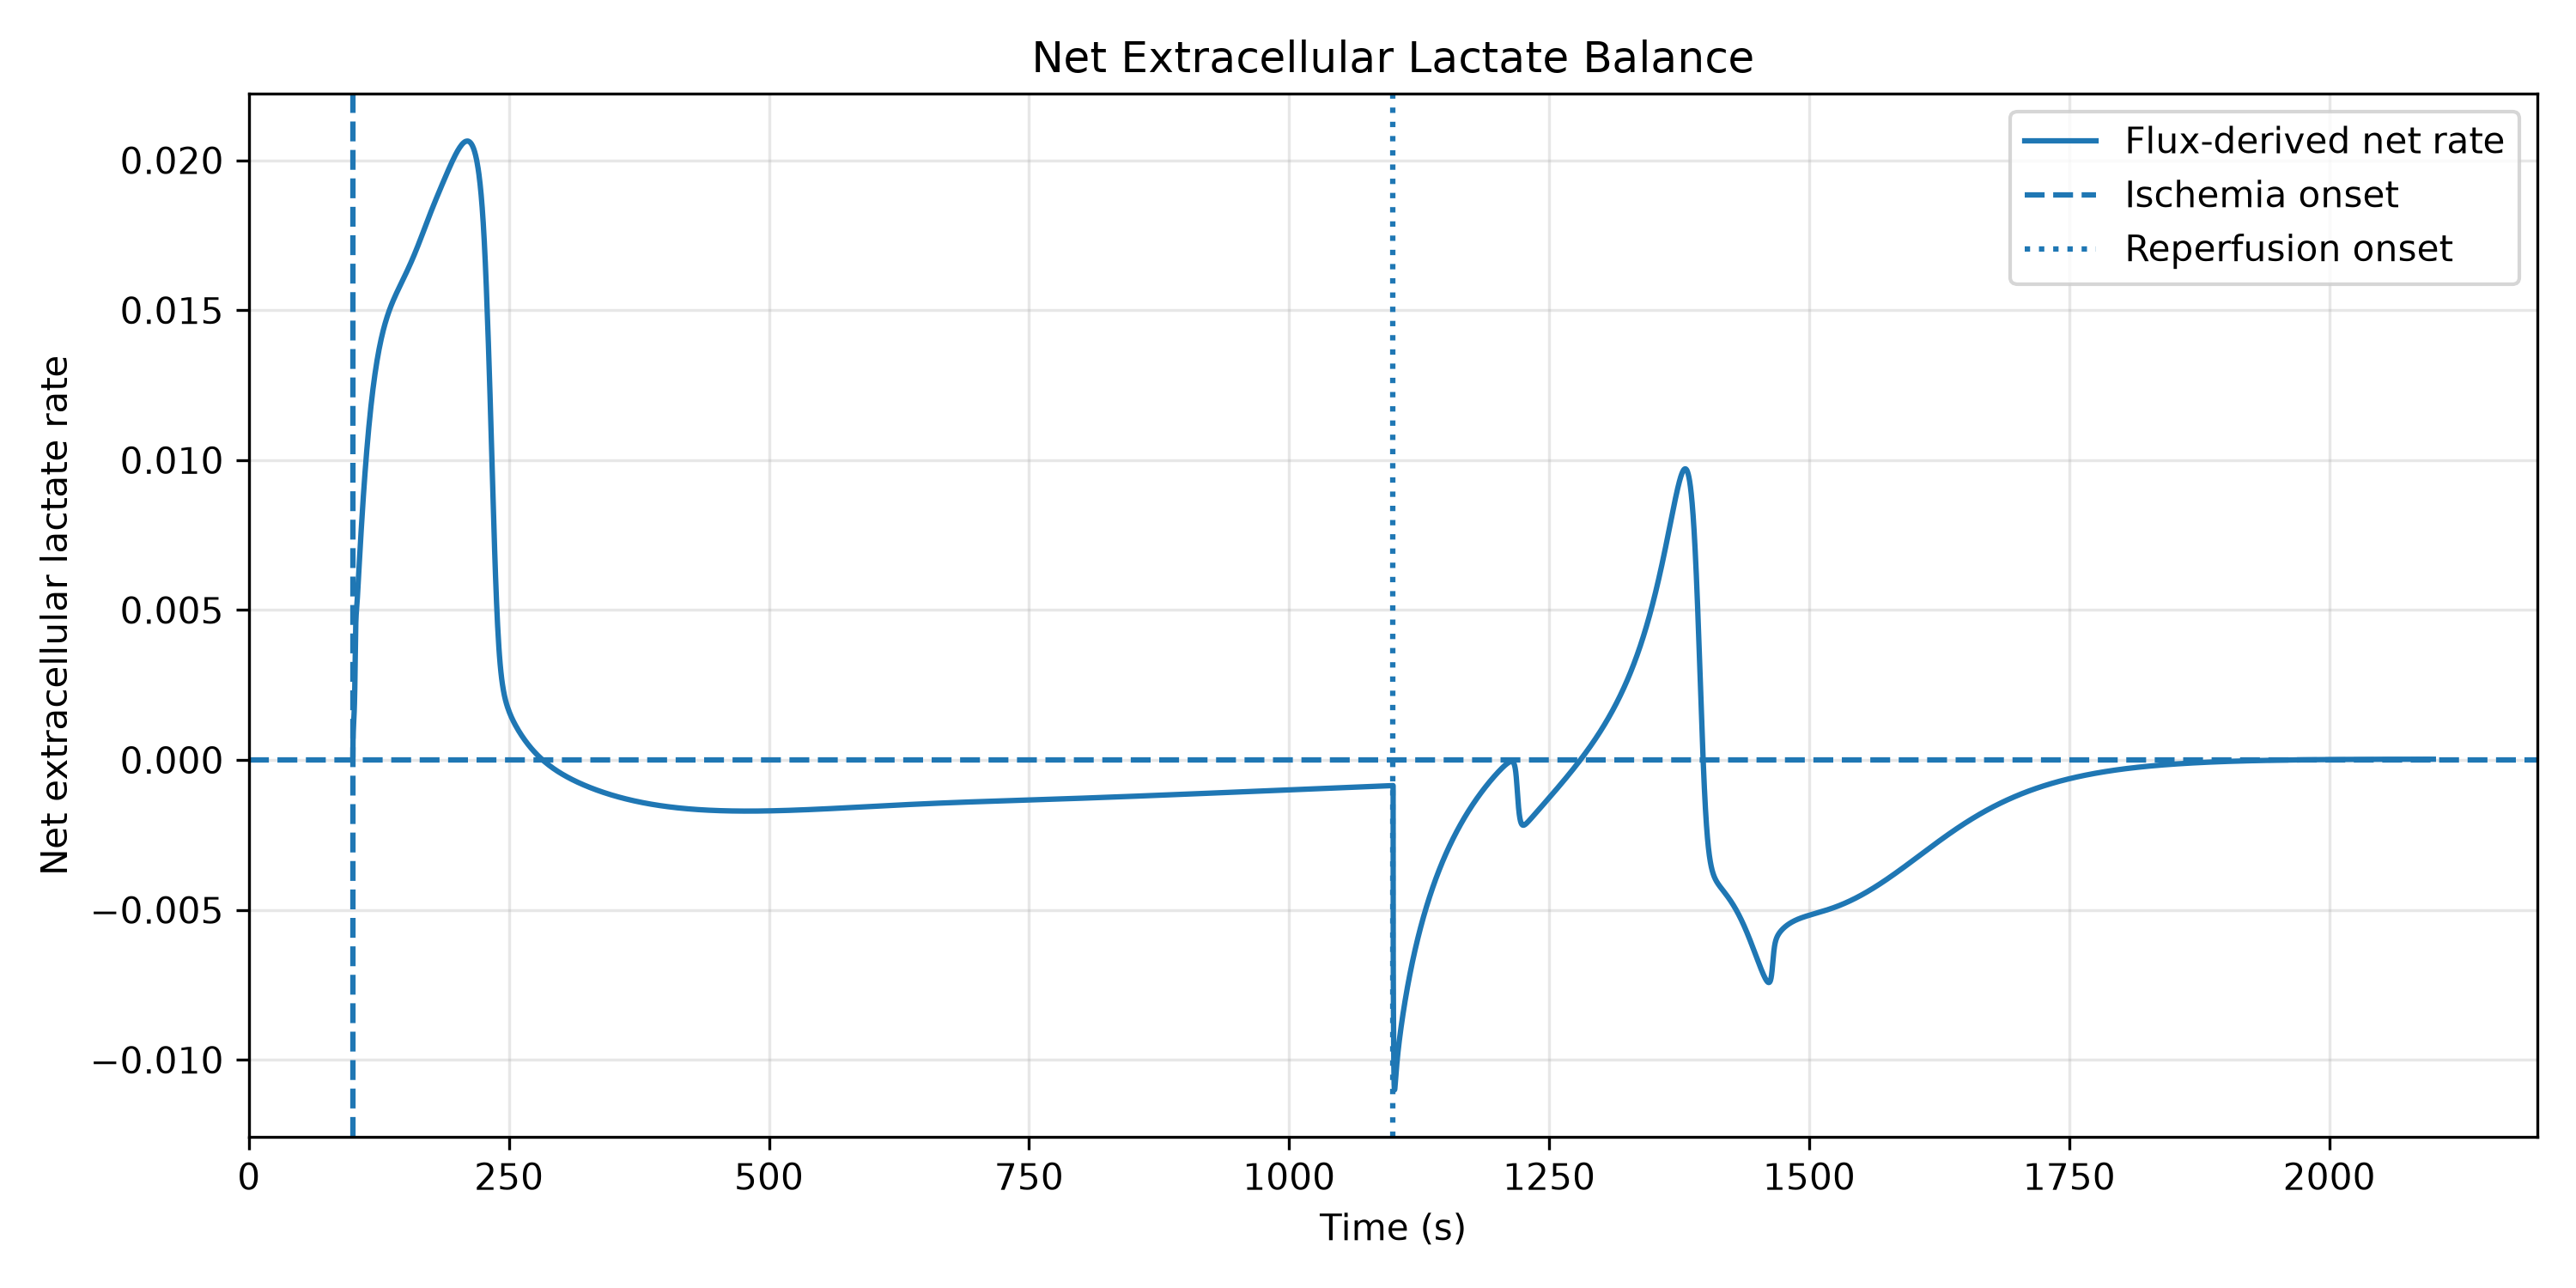 Net Extracellular Lactate Balance
Flux-derived net rate
Ischemia onset
Reperfusion onset
Net extracellular lactate rate
0.020
0.015
0.010
0.005
0.000
−0.005
−0.010
0 250 500 750 1000 1250 1500 1750 2000
Time (s)